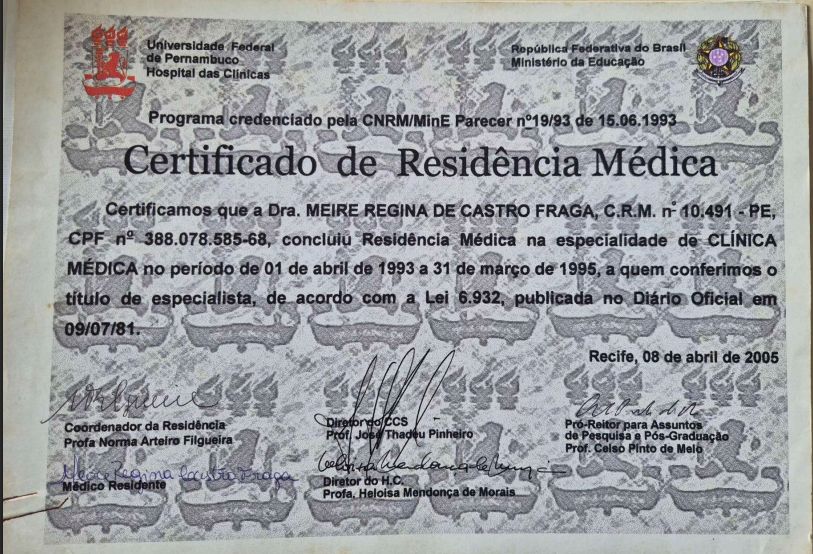 Universidade Federal
de Pernambuco
Hospital das Clínicas
República Federativa do Brasil
Ministério da Educação
Programa credenciado pela CNRM/MinE Parecer nº19/93 de 15.06.1993
Certificado de Residência Médica
Certificamos que a Dra. MEIRE REGINA DE CASTRO FRAGA, C.R.M. nº 10.491 - PE,
CPF nº 388.078.585-68, concluiu Residência Médica na especialidade de CLÍNICA
MÉDICA no período de 01 de abril de 1993 a 31 de março de 1995, a quem conferimos o
título de especialista, de acordo com a Lei 6.932, publicada no Diário Oficial em
09/07/81.
Recife, 08 de abril de 2005
Coordenador da Residência
Profa Norma Arteiro Filgueira
Diretor do CCS
Prof. José Thadeu Pinheiro
Pró-Reitor para Assuntos
de Pesquisa e Pós-Graduação
Prof. Celso Pinto de Melo
Meire Regina Castro Fraga
Médico Residente
Heloisa Mendonça de Morais
Diretor do H.C.
Profa. Heloisa Mendonça de Morais